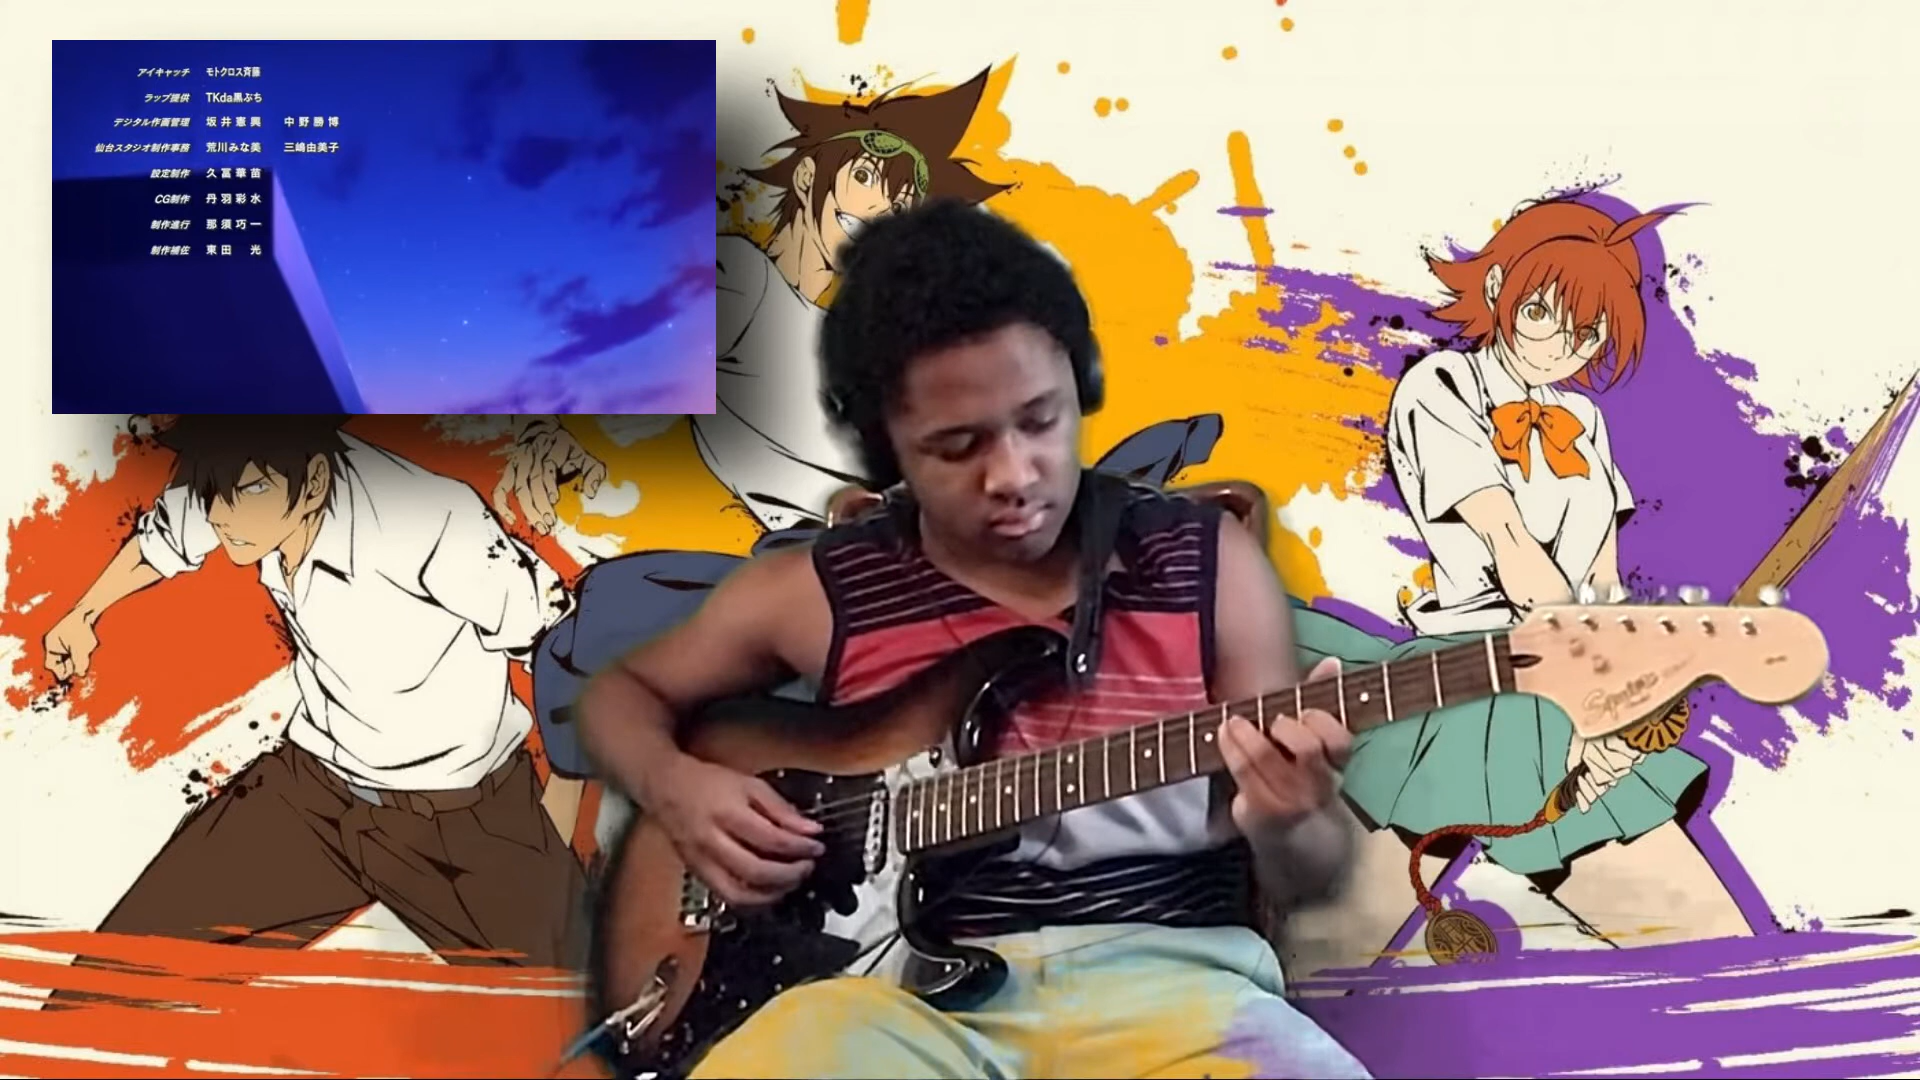 アイキャッチ モトクロス斉藤
ラップ提供 TKda黒ぶち
デジタル作画管理 坂井憲興 中野勝博
仙台スタジオ制作事務 荒川みな美 三嶋由美子
設定制作 久冨華苗
CG制作 丹羽彩水
制作進行 那須巧一
制作補佐 東田 光
Squier